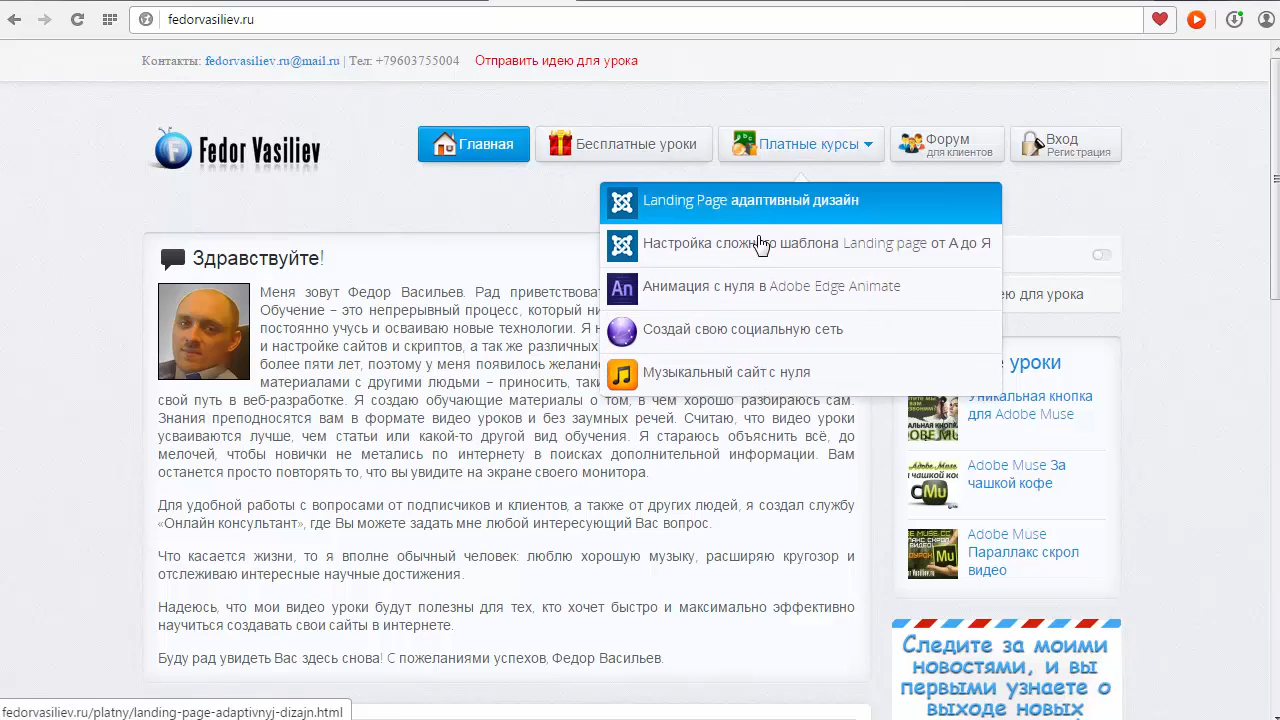 fedorvasiliev.ru
Контакты: fedorvasiliev.ru@mail.ru | Тел: +79603755004 Отправить идею для урока
Fedor Vasiliev
Главная
Бесплатные уроки
Платные курсы
Форум
для клиентов
Вход
Регистрация
Landing Page адаптивный дизайн
Настройка сложного шаблона Landing page от А до Я
An Анимация с нуля в Adobe Edge Animate
Создай свою социальную сеть
Музыкальный сайт с нуля
Здравствуйте!
Меня зовут Федор Васильев. Рад приветствова
Обучение – это непрерывный процесс, который ни
постоянно учусь и осваиваю новые технологии. Я н
и настройке сайтов и скриптов, а так же различных
более пяти лет, поэтому у меня появилось желание
материалами с другими людьми – приносить, так
свой путь в веб-разработке. Я создаю обучающие материалы о том, в чем хорошо разбираюсь сам.
Знания преподносятся вам в формате видео уроков и без заумных речей. Считаю, что видео уроки
усваиваются лучше, чем статьи или какой-то другой вид обучения. Я стараюсь объяснить всё, до
мелочей, чтобы новички не метались по интернету в поисках дополнительной информации. Вам
останется просто повторять то, что вы увидите на экране своего монитора.
Для удобной работы с вопросами от подписчиков и клиентов, а также от других людей, я создал службу
«Онлайн консультант», где Вы можете задать мне любой интересующий Вас вопрос.
Что касается жизни, то я вполне обычный человек: люблю хорошую музыку, расширяю кругозор и
отслеживаю интересные научные достижения.
Надеюсь, что мои видео уроки будут полезны для тех, кто хочет быстро и максимально эффективно
научиться создавать свои сайты в интернете.
Буду рад увидеть Вас здесь снова! С пожеланиями успехов, Федор Васильев.
ею для урока
е уроки
Уникальная кнопка
для Adobe Muse
Adobe Muse За
чашкой кофе
Mu
Adobe Muse
Параллакс скрол
видео
Mu
Следите за моими
новостями, и вы
первыми узнаете о
выходе новых
fedorvasiliev.ru/platny/landing-page-adaptivnyj-dizajn.html